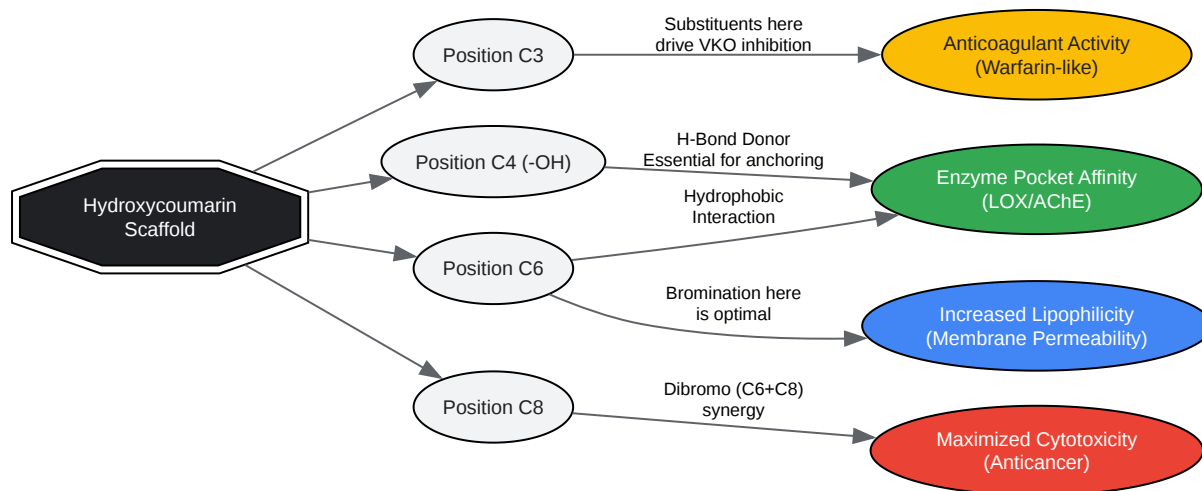 Hydroxycoumarin
Scaffold
Position C3
Substituents here
drive VKO inhibition
Anticoagulant Activity
(Warfarin-like)
Position C4 (-OH)
H-Bond Donor
Essential for anchoring
Enzyme Pocket Affinity
(LOX/AChE)
Position C6
Hydrophobic
Interaction
Bromination here
is optimal
Increased Lipophilicity
(Membrane Permeability)
Position C8
Dibromo (C6+C8)
synergy
Maximized Cytotoxicity
(Anticancer)